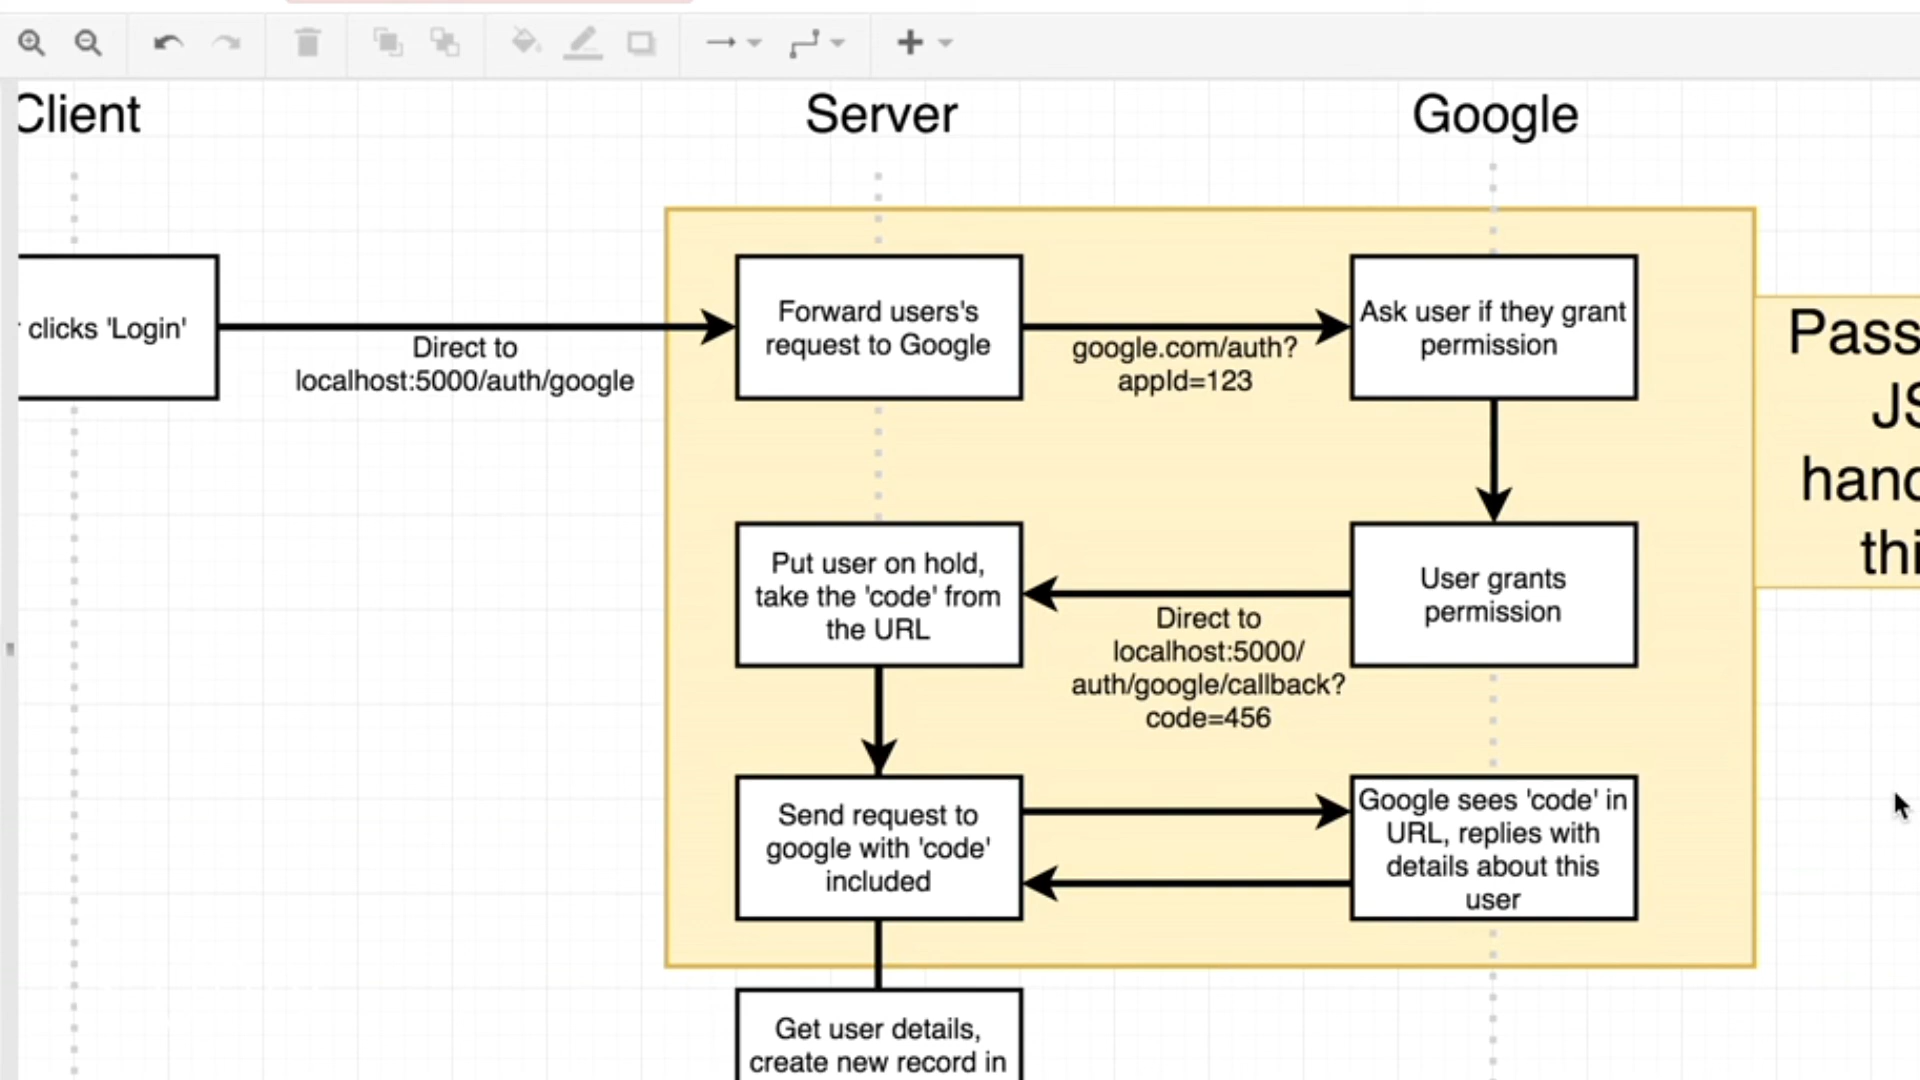 Client
Server
Google
clicks 'Login'
Direct to
localhost:5000/auth/google
Forward users's
request to Google
google.com/auth?
appId=123
Ask user if they grant
permission
Pass
JS
hand
thi
Put user on hold,
take the 'code' from
the URL
Direct to
localhost:5000/
auth/google/callback?
code=456
User grants
permission
Send request to
google with 'code'
included
Google sees 'code' in
URL, replies with
details about this
user
Get user details,
create new record in